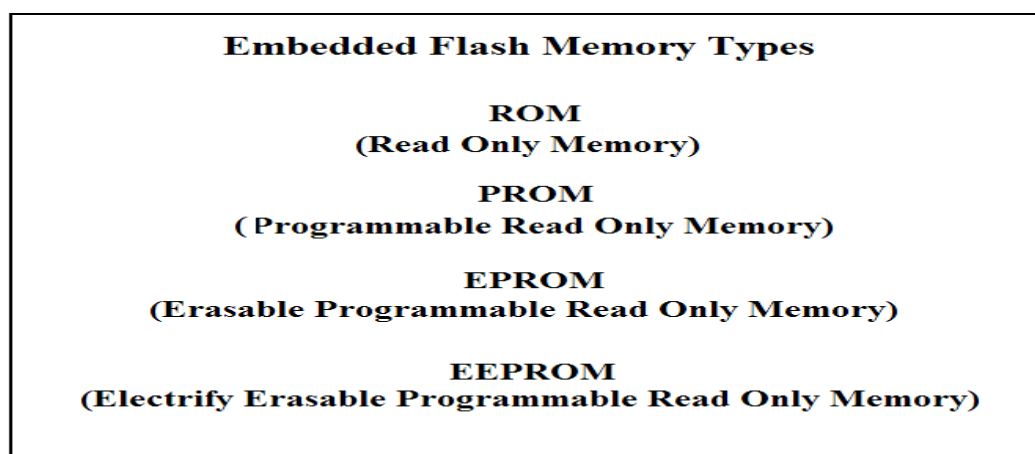 Embedded Flash Memory Types
ROM
(Read Only Memory)
PROM
( Programmable Read Only Memory)
EPROM
(Erasable Programmable Read Only Memory)
EEPROM
(Electrify Erasable Programmable Read Only Memory)